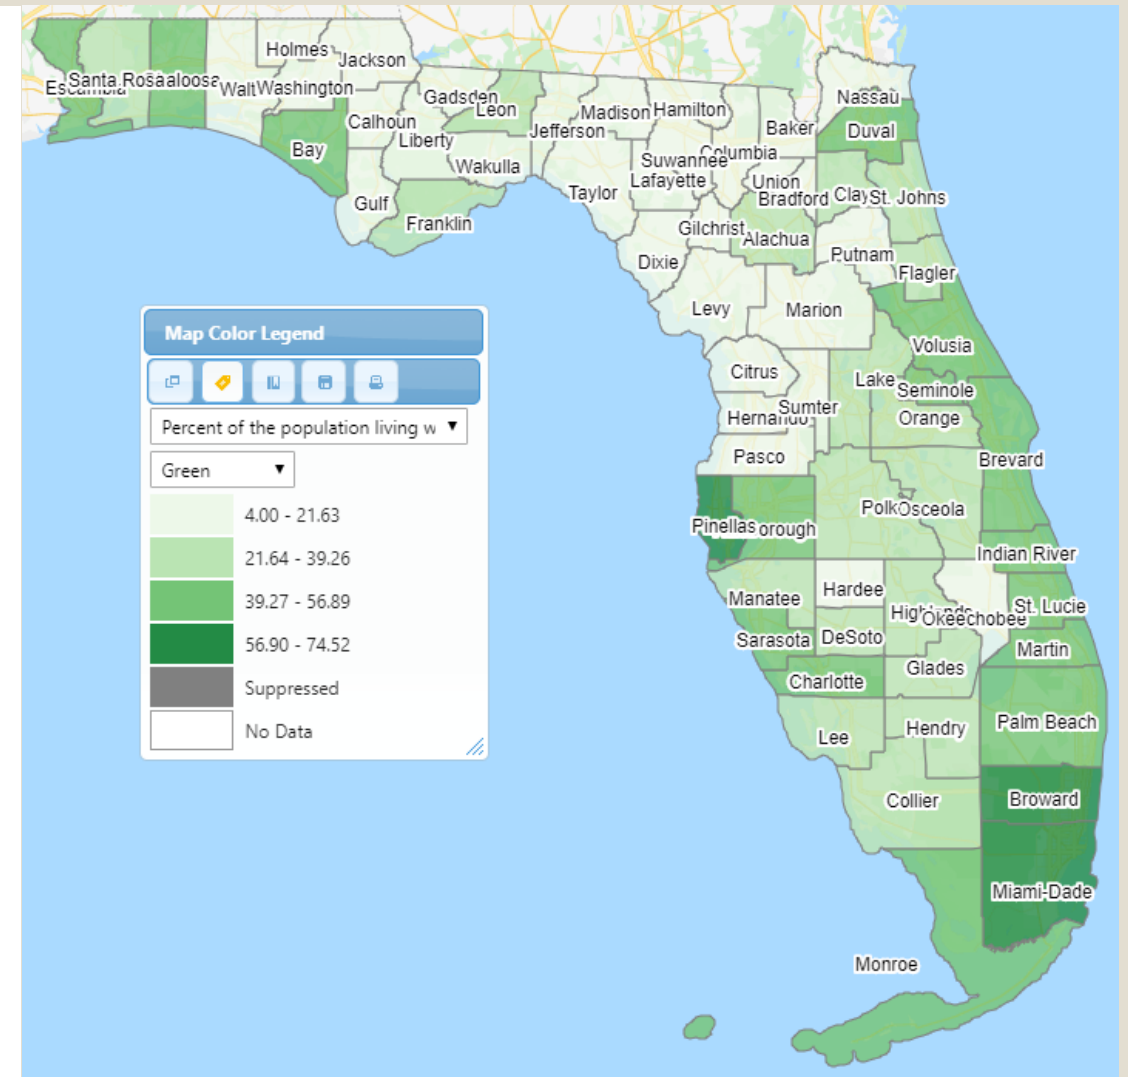 Holmes
Jackson
Santa Rosa
Okaloosa
Escambia
Walt
Washington
Gadsden
Leon
Madison
Hamilton
Nassau
Calhoun
Jefferson
Baker
Duval
Bay
Liberty
Wakulla
Suwannee
Columbia
Lafayette
Union
Taylor
Bradford
Clay
St. Johns
Gulf
Franklin
Gilchrist
Alachua
Dixie
Putnam
Flagler
Levy
Marion
Map Color Legend
Volusia
Citrus
Lake
Seminole
Hernando
Sumter
Orange
Percent of the population living w
Pasco
Brevard
Green
4.00 - 21.63
Polk
Osceola
Pinellas
orough
21.64 - 39.26
Indian River
39.27 - 56.89
Manatee
Hardee
Highlands
Okeechobee
St. Lucie
56.90 - 74.52
Sarasota
DeSoto
Martin
Suppressed
Charlotte
Glades
No Data
Lee
Hendry
Palm Beach
Collier
Broward
Miami-Dade
Monroe